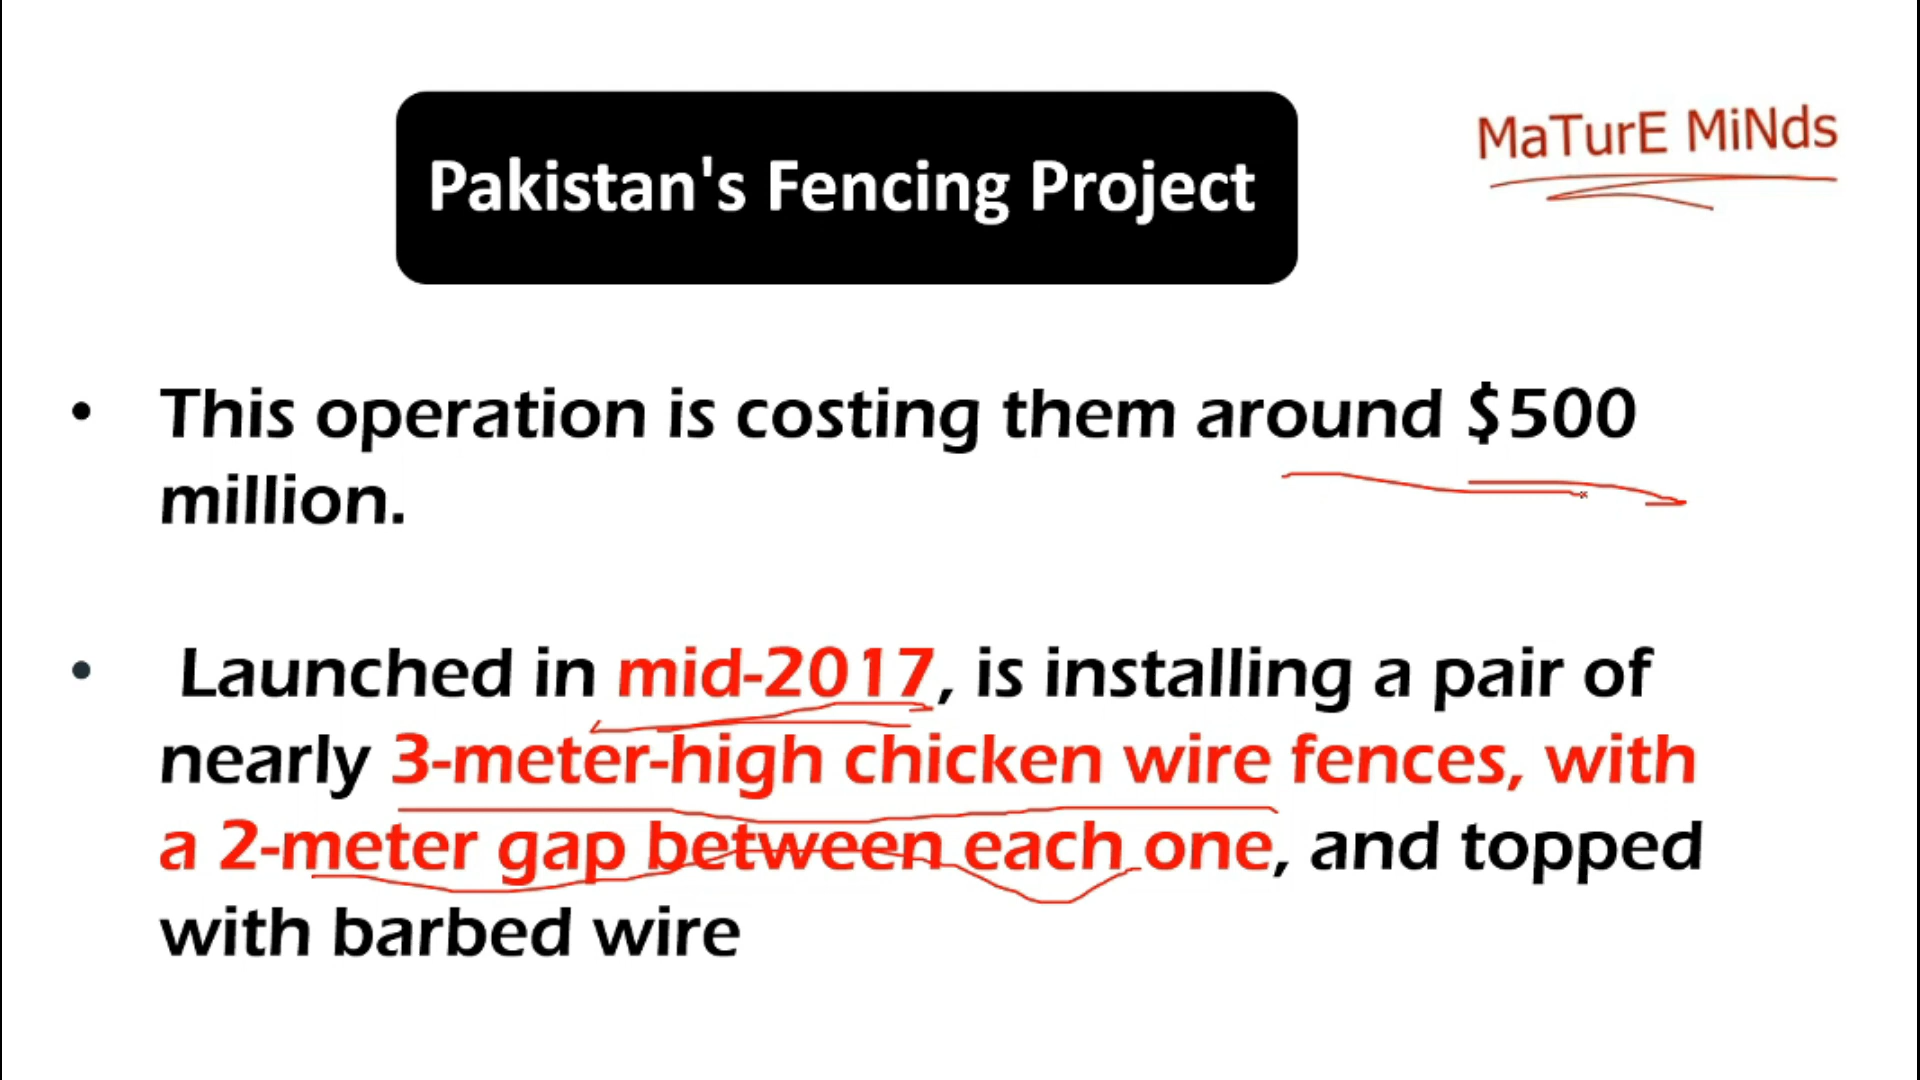 MaTurE MiNds
Pakistan's Fencing Project
• This operation is costing them around $500
million.
• Launched in mid-2017, is installing a pair of
nearly 3-meter-high chicken wire fences, with
a 2-meter gap between each one, and topped
with barbed wire